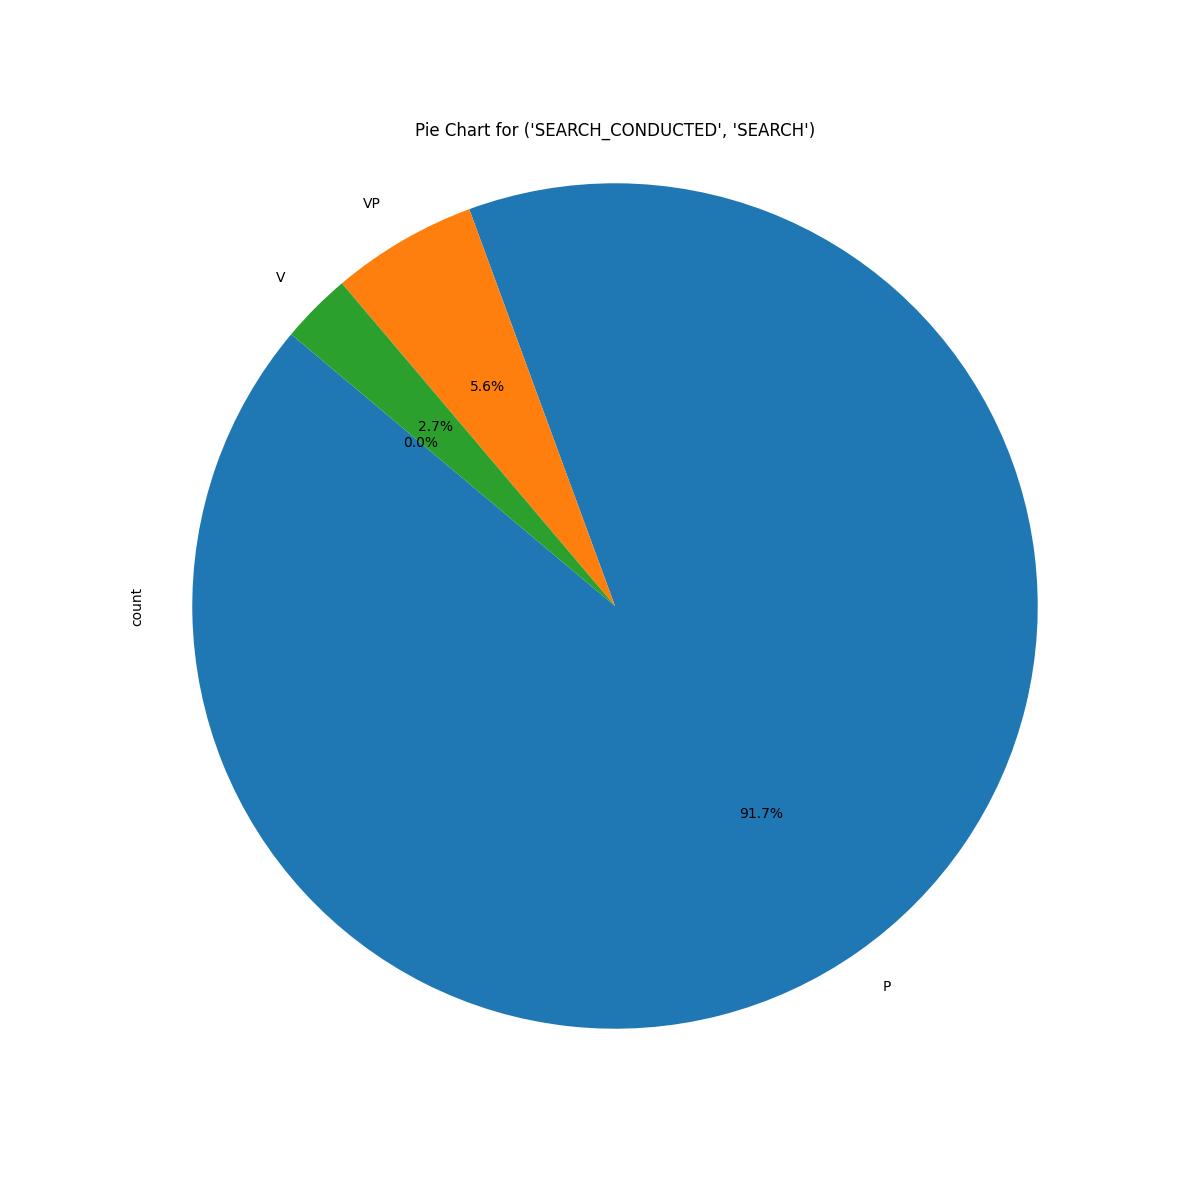 Pie Chart for ('SEARCH_CONDUCTED', 'SEARCH')
VP
V
5.6%
2.7%
0.0%
count
91.7%
P